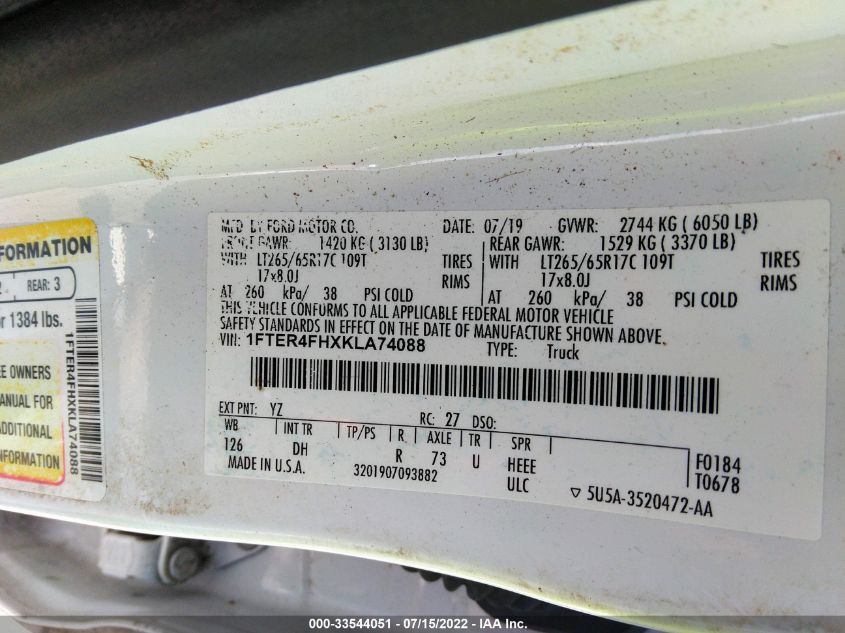 FORMATION
REAR: 3
1384 lbs.
OWNERS
MANUAL FOR
ADDITIONAL
INFORMATION
1FTER4FHXKLA74088
MFD BY FORD MOTOR CO. DATE: 07/19 GVWR: 2744 KG ( 6050 LB)
FRONT GAWR: 1420 KG ( 3130 LB) REAR GAWR: 1529 KG ( 3370 LB)
WITH LT265/65R17C 109T TIRES WITH LT265/65R17C 109T TIRES
17x8.0J RIMS 17x8.0J RIMS
AT 260 kPa/ 38 PSI COLD AT 260 kPa/ 38 PSI COLD
THIS VEHICLE CONFORMS TO ALL APPLICABLE FEDERAL MOTOR VEHICLE
SAFETY STANDARDS IN EFFECT ON THE DATE OF MANUFACTURE SHOWN ABOVE.
VIN: 1FTER4FHXKLA74088 TYPE: Truck
EXT PNT: YZ RC: 27 DSO:
WB INT TR TP/PS R AXLE TR SPR
126 DH R 73 U HEEE F0184
MADE IN U.S.A. 3201907093882 ULC T0678
▽ 5U5A-3520472-AA
000-33544051 - 07/15/2022 - IAA Inc.